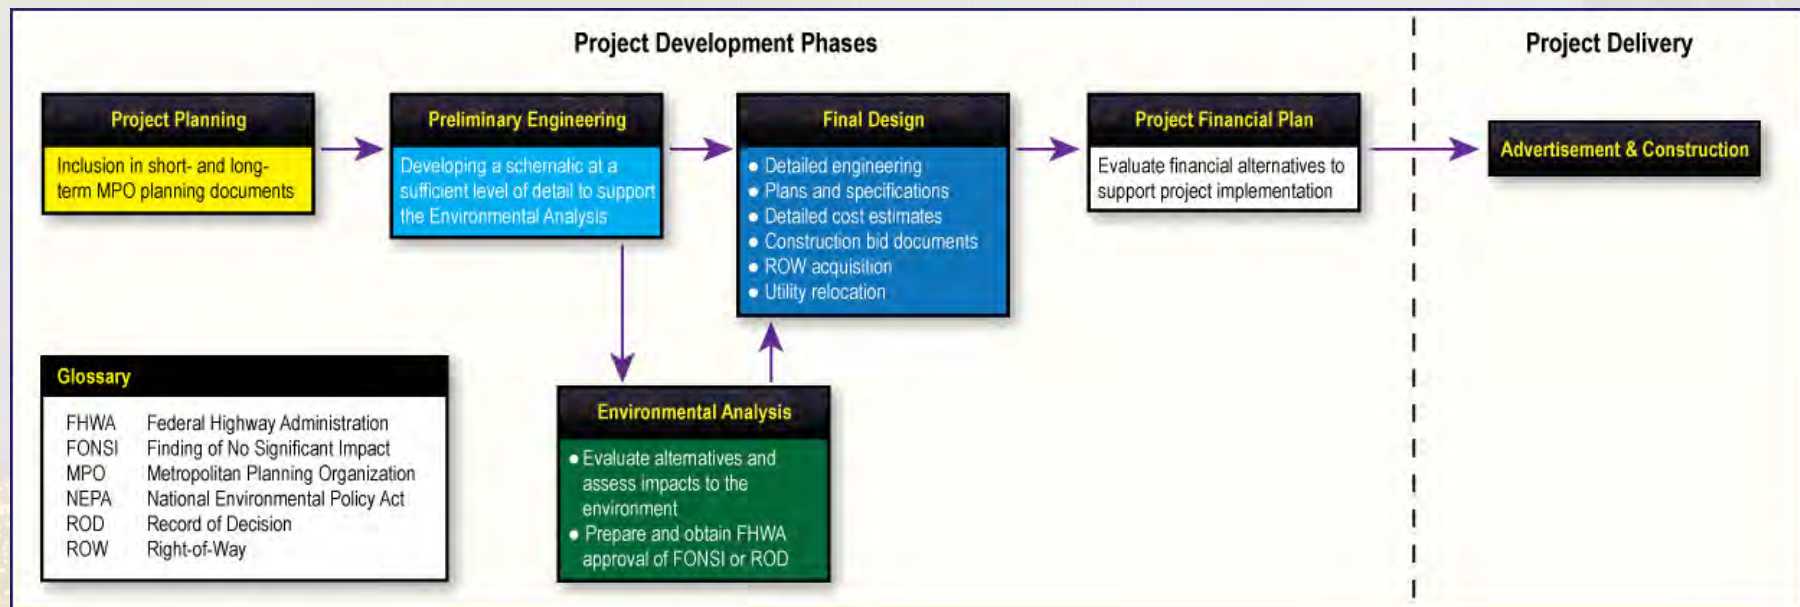 Project Development Phases
Project Delivery
Project Planning
Inclusion in short- and long-
term MPO planning documents
Preliminary Engineering
Developing a schematic at a
sufficient level of detail to support
the Environmental Analysis
Final Design
● Detailed engineering
● Plans and specifications
● Detailed cost estimates
● Construction bid documents
● ROW acquisition
● Utility relocation
Project Financial Plan
Evaluate financial alternatives to
support project implementation
Advertisement & Construction
Environmental Analysis
● Evaluate alternatives and
assess impacts to the
environment
● Prepare and obtain FHWA
approval of FONSI or ROD
Glossary
FHWA Federal Highway Administration
FONSI Finding of No Significant Impact
MPO Metropolitan Planning Organization
NEPA National Environmental Policy Act
ROD Record of Decision
ROW Right-of-Way